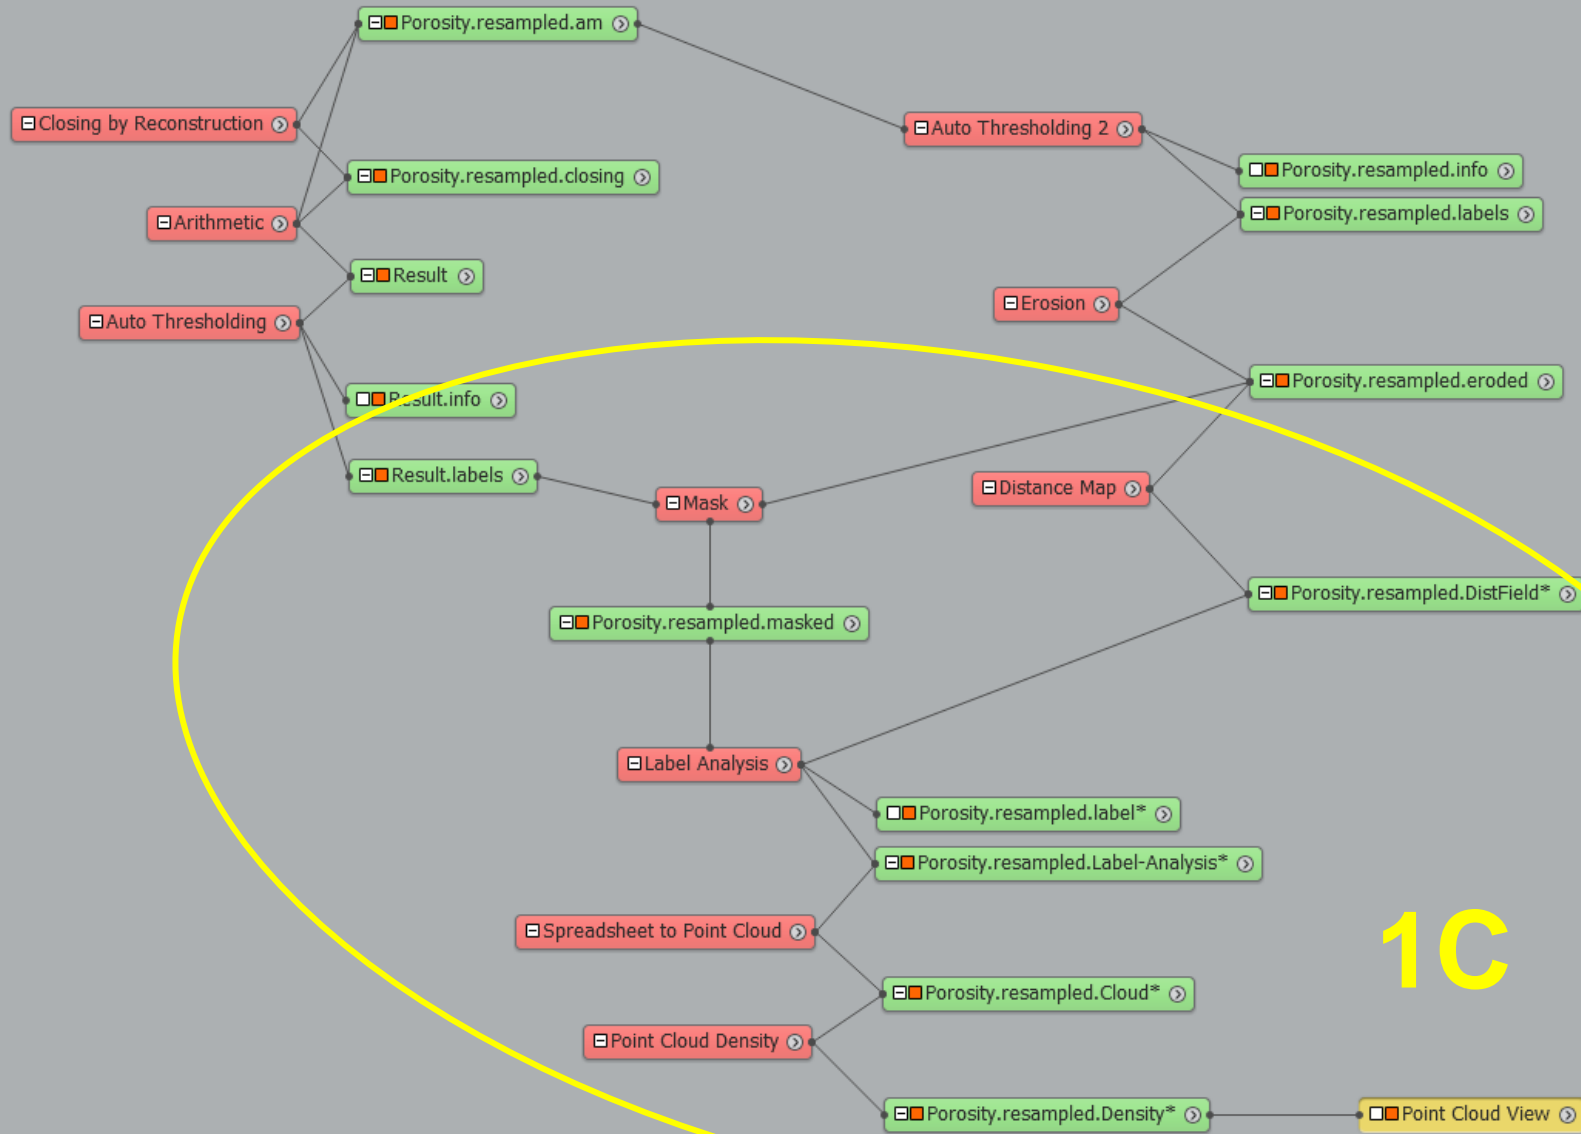 Porosity.resampled.am
Closing by Reconstruction
Auto Thresholding 2
Porosity.resampled.info
Porosity.resampled.closing
Porosity.resampled.labels
Arithmetic
Result
Erosion
Auto Thresholding
Porosity.resampled.eroded
Result.info
Result.labels
Distance Map
Mask
Porosity.resampled.DistField*
Porosity.resampled.masked
Label Analysis
Porosity.resampled.label*
Porosity.resampled.Label-Analysis*
Spreadsheet to Point Cloud
1C
Porosity.resampled.Cloud*
Point Cloud Density
Porosity.resampled.Density*
Point Cloud View